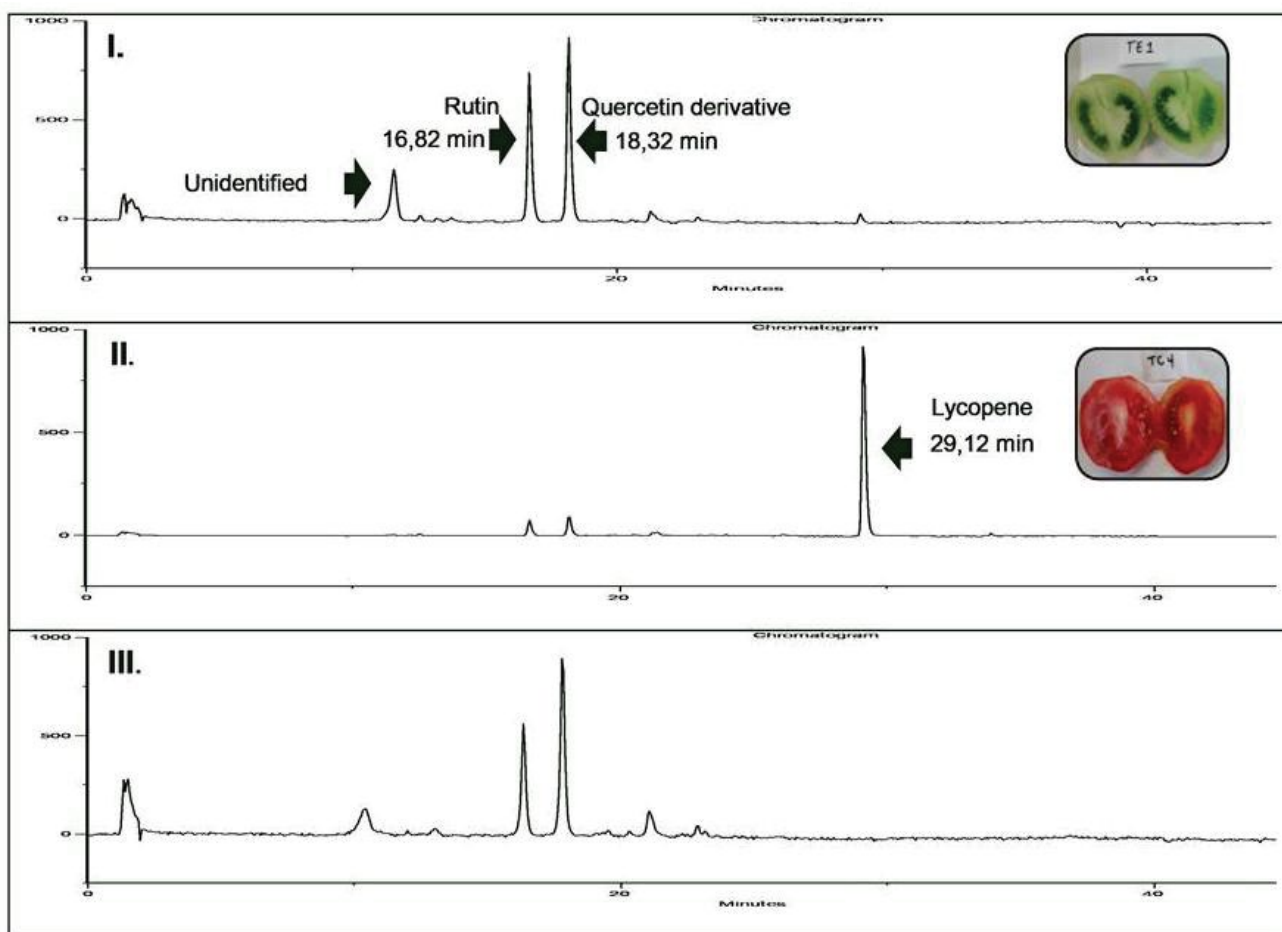 1000
Chromatogram
I.
TE1
Rutin
Quercetin derivative
500
16,82 min
18,32 min
Unidentified
0
0
20
40
Minutes
1000
Chromatogram
II.
TC4
Lycopene
500
29,12 min
0
0
20
40
1000
Chromatogram
III.
500
0
0
20
40
Minutes